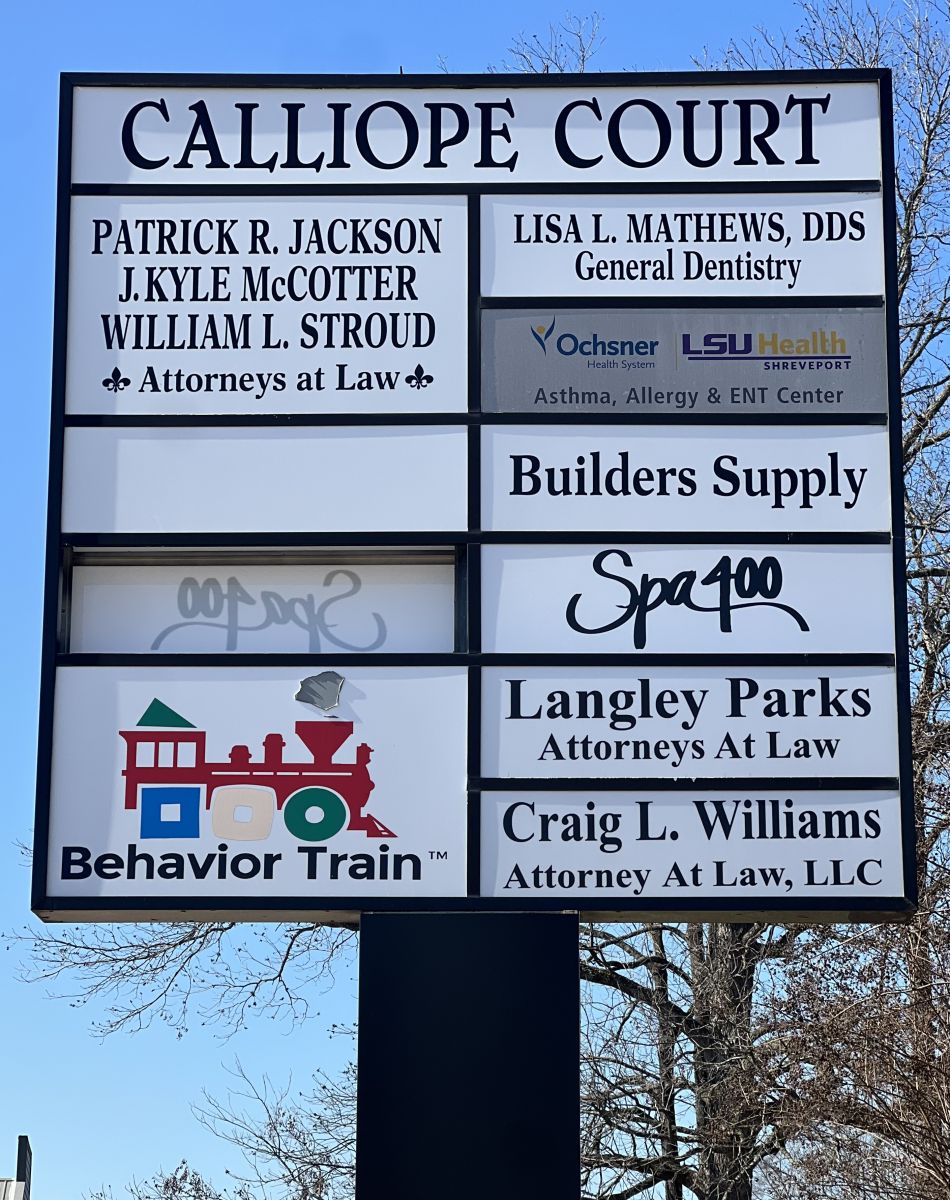 CALLIOPE COURT
PATRICK R. JACKSON
J. KYLE McCOTTER
WILLIAM L. STROUD
Attorneys at Law
LISA L. MATHEWS, DDS
General Dentistry
Ochsner
Health System
LSU Health
SHREVEPORT
Asthma, Allergy & ENT Center
Builders Supply
Spa400
Spa400
Behavior Train™
Langley Parks
Attorneys At Law
Craig L. Williams
Attorney At Law, LLC